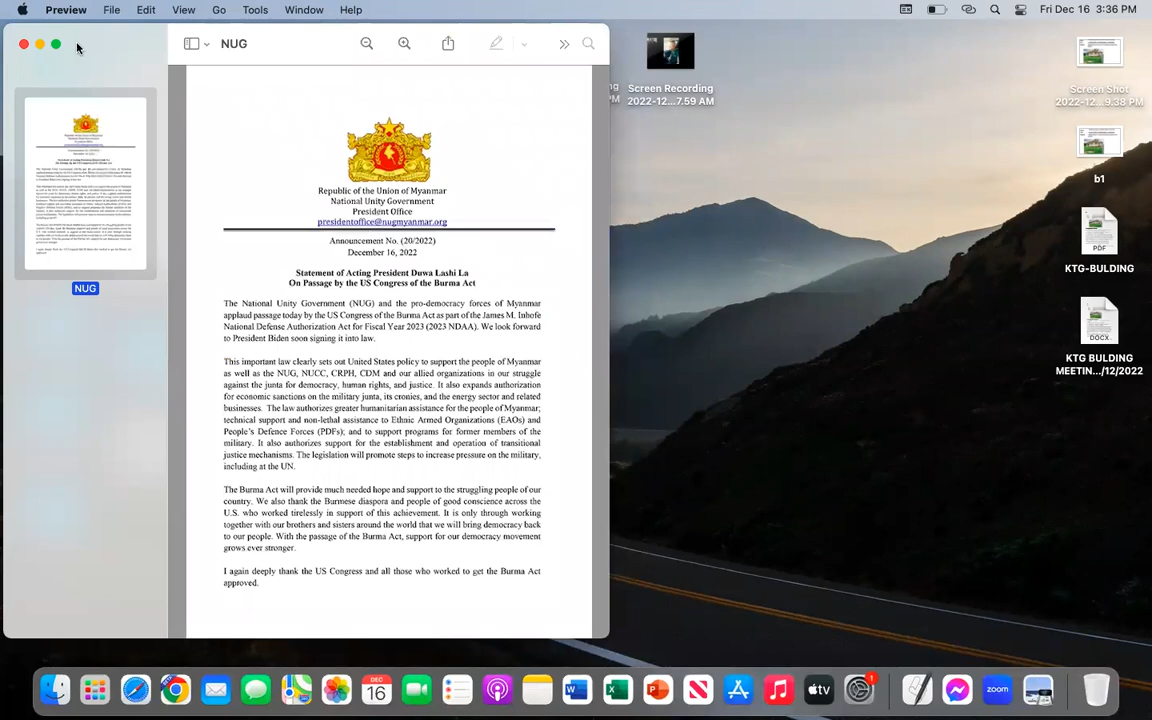 Preview File Edit View Go Tools Window Help
Fri Dec 16 3:36 PM
NUG
Republic of the Union of Myanmar
National Unity Government
President Office
presidentoffice@nugmyanmar.org
Announcement No. (20/2022)
December 16, 2022
Statement of Acting President Duwa Lashi La
On Passage by the US Congress of the Burma Act
The National Unity Government (NUG) and the pro-democracy forces of Myanmar
applaud passage today by the US Congress of the Burma Act as part of the James M. Inhofe
National Defense Authorization Act for Fiscal Year 2023 (2023 NDAA). We look forward
to President Biden soon signing it into law.
This important law clearly sets out United States policy to support the people of Myanmar
as well as the NUG, NUCC, CRPH, CDM and our allied organizations in our struggle
against the junta for democracy, human rights, and justice. It also expands authorization
for economic sanctions on the military junta, its cronies, and the energy sector and related
businesses. The law authorizes greater humanitarian assistance for the people of Myanmar;
technical support and non-lethal assistance to Ethnic Armed Organizations (EAOs) and
People's Defence Forces (PDFs); and to support programs for former members of the
military. It also authorizes support for the establishment and operation of transitional
justice mechanisms. The legislation will promote steps to increase pressure on the military,
including at the UN.
The Burma Act will provide much needed hope and support to the struggling people of our
country. We also thank the Burmese diaspora and people of good conscience across the
U.S. who worked tirelessly in support of this achievement. It is only through working
together with our brothers and sisters around the world that we will bring democracy back
to our people. With the passage of the Burma Act, support for our democracy movement
grows ever stronger.
I again deeply thank the US Congress and all those who worked to get the Burma Act
approved.
NUG
Screen Recording
2022-12...7.59 AM
Screen Shot
2022-12...9.38 PM
b1
PDF
KTG-BULDING
DOCX
KTG BULDING
MEETIN.../12/2022
DEC
16
tv
zoom
1